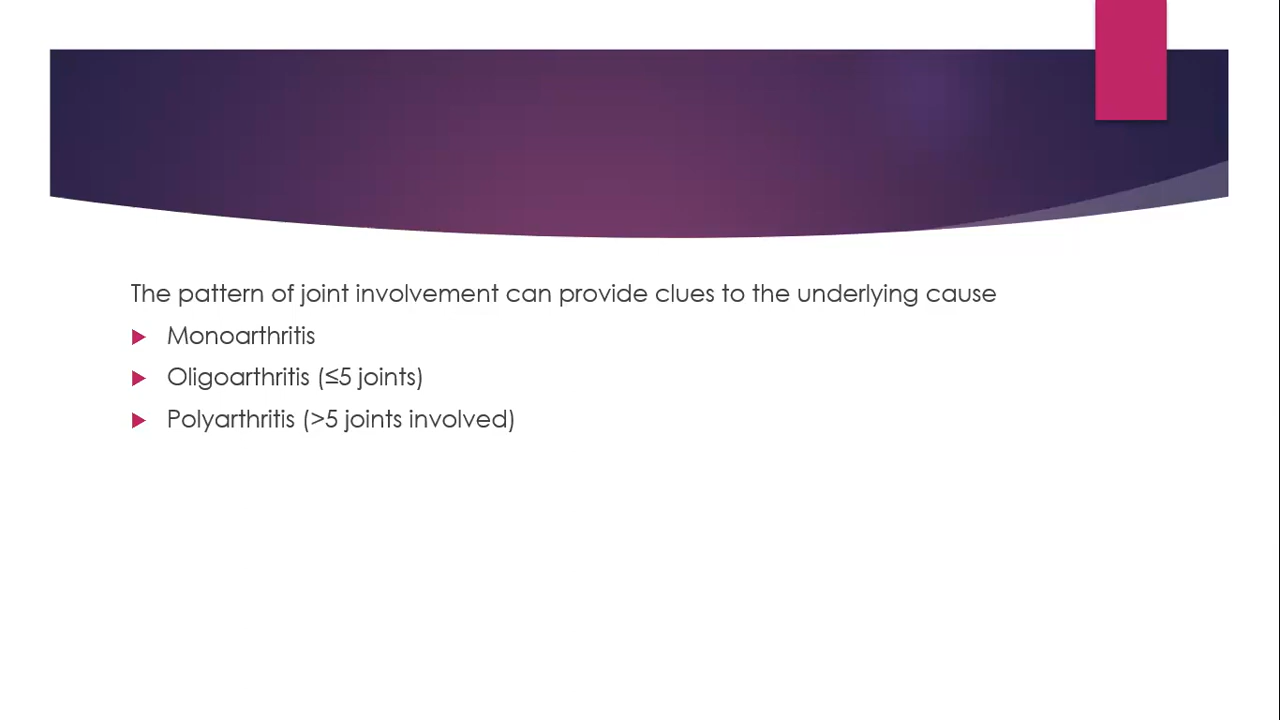 The pattern of joint involvement can provide clues to the underlying cause
Monoarthritis
Oligoarthritis (≤5 joints)
Polyarthritis (>5 joints involved)